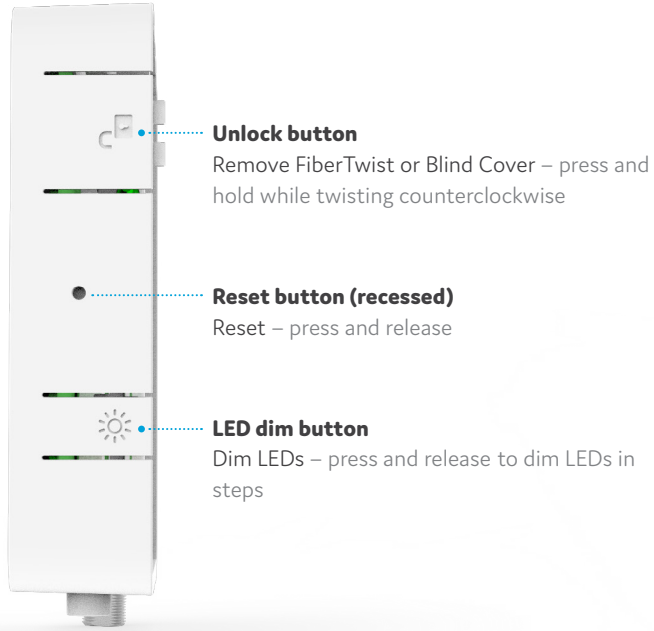 Unlock button
Remove FiberTwist or Blind Cover – press and
hold while twisting counterclockwise
Reset button (recessed)
Reset – press and release
LED dim button
Dim LEDs – press and release to dim LEDs in
steps